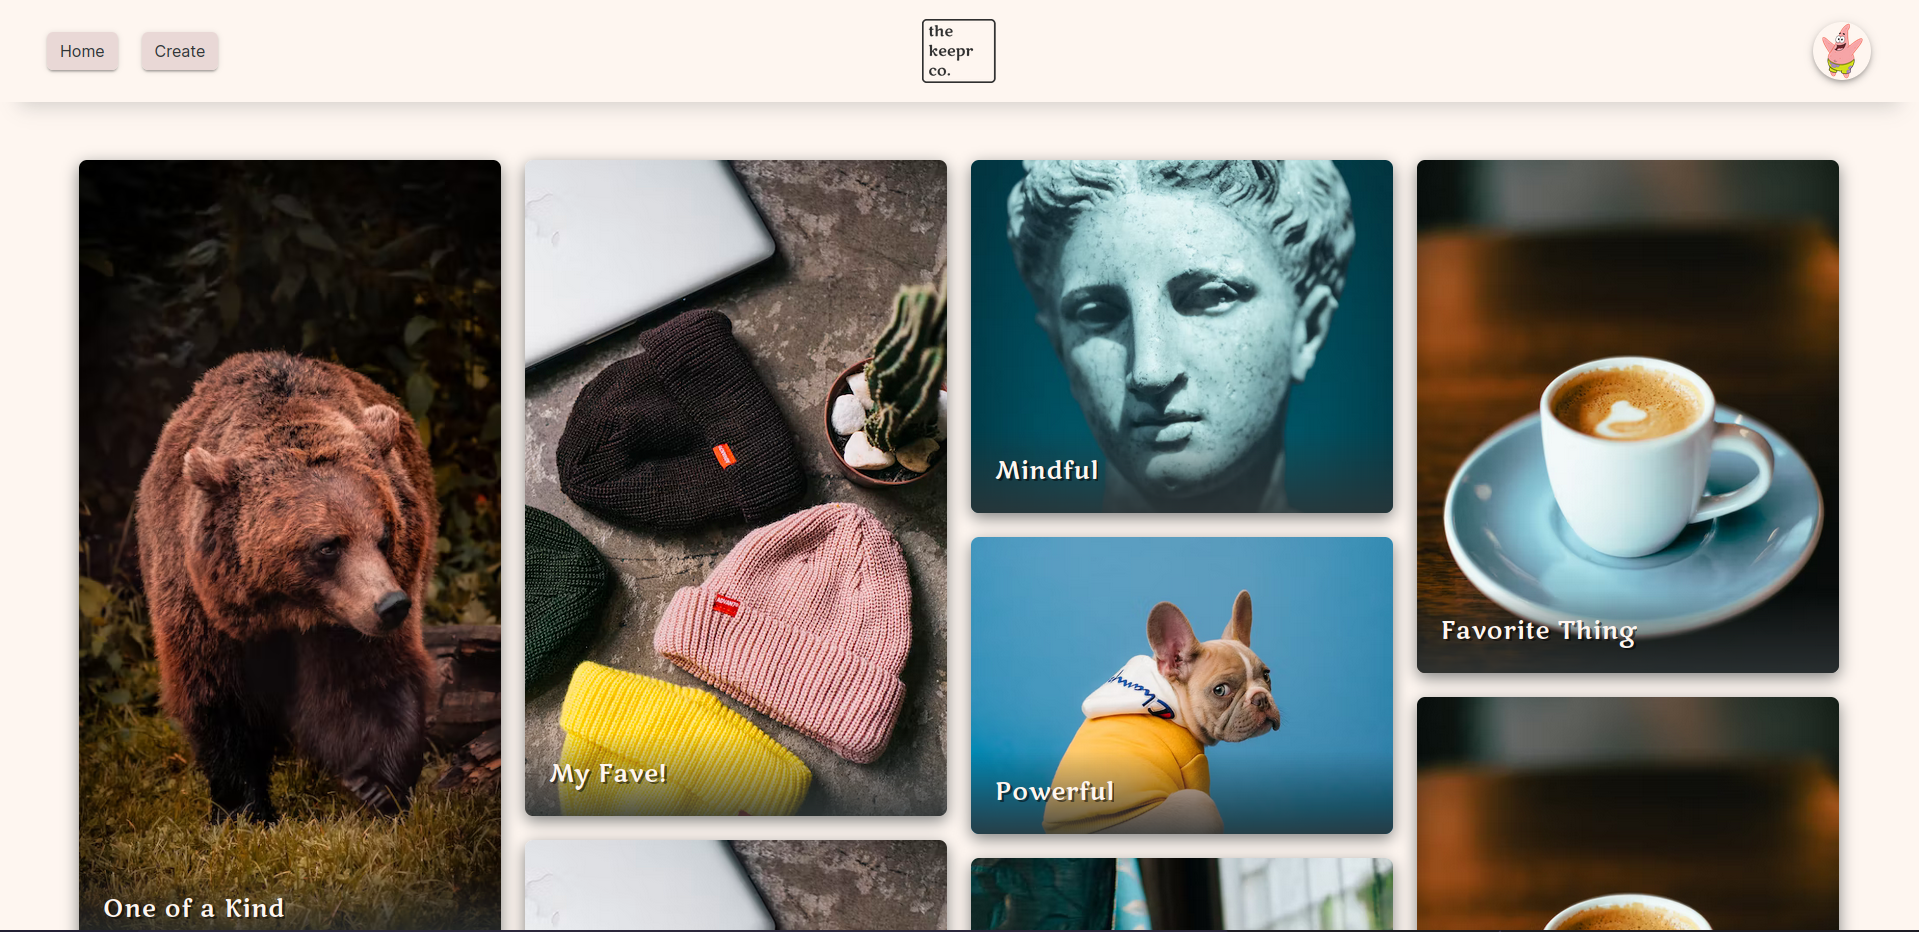 Home
Create
the
keepr
co.
One of a Kind
My Fave!
Mindful
Powerful
Favorite Thing